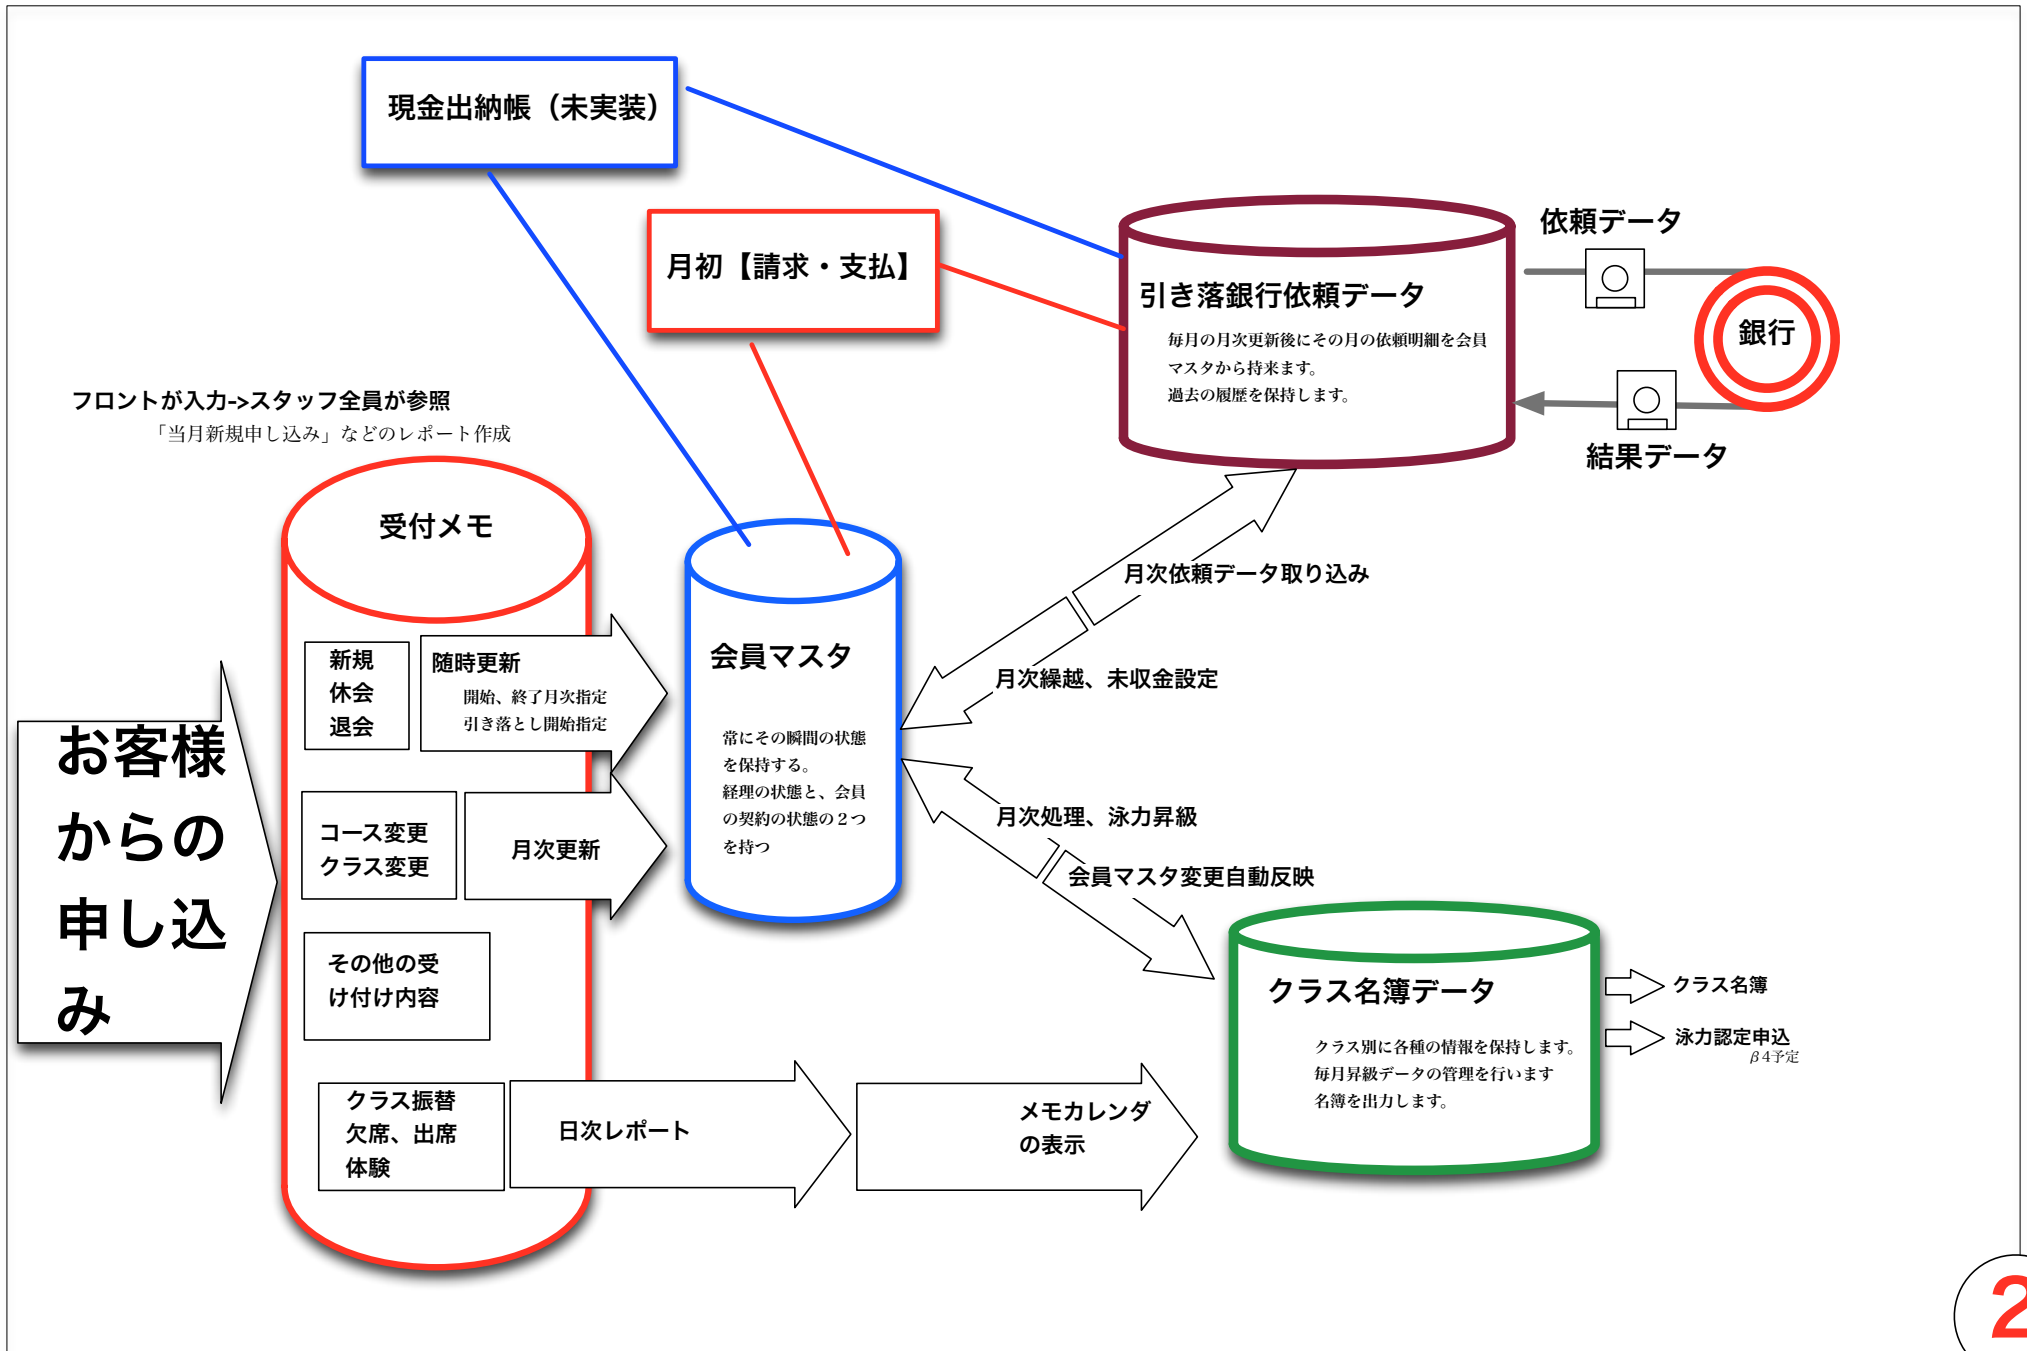 現金出納帳（未実装）
月初【請求・支払】
依頼データ
引き落銀行依頼データ
毎月の月次更新後にその月の依頼明細を会員
マスタから持来ます。
過去の履歴を保持します。
銀行
結果データ
フロントが入力->スタッフ全員が参照
「当月新規申し込み」などのレポート作成
受付メモ
お客様
からの
申し込
み
新規
休会
退会
随時更新
開始、終了月次指定
引き落とし開始指定
コース変更
クラス変更
月次更新
その他の受
け付け内容
クラス振替
欠席、出席
体験
日次レポート
メモカレンダ
の表示
会員マスタ
常にその瞬間の状態
を保持する。
経理の状態と、会員
の契約の状態の２つ
を持つ
月次依頼データ取り込み
月次繰越、未収金設定
月次処理、泳力昇級
会員マスタ変更自動反映
クラス名簿データ
クラス別に各種の情報を保持します。
毎月昇級データの管理を行います
名簿を出力します。
クラス名簿
泳力認定申込
β4予定
2